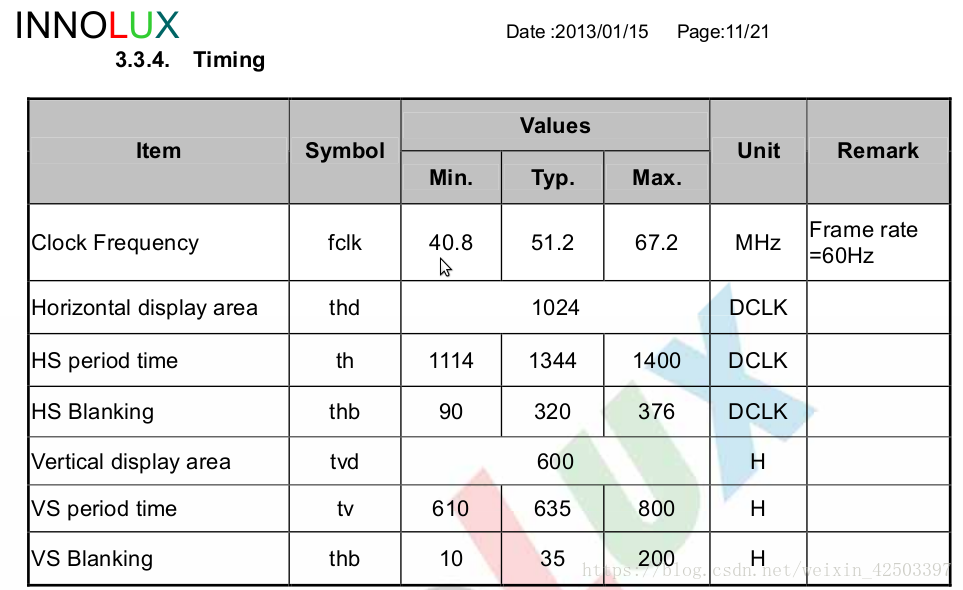 INNOLUX
Date :2013/01/15 Page:11/21
3.3.4. Timing
Item Symbol Values Unit Remark
Min. Typ. Max.
Clock Frequency fclk 40.8 51.2 67.2 MHz Frame rate
=60Hz
Horizontal display area thd 1024 DCLK
HS period time th 1114 1344 1400 DCLK
HS Blanking thb 90 320 376 DCLK
Vertical display area tvd 600 H
VS period time tv 610 635 800 H
VS Blanking thb 10 35 200 H
https://blog.csdn.net/weixin_42503397